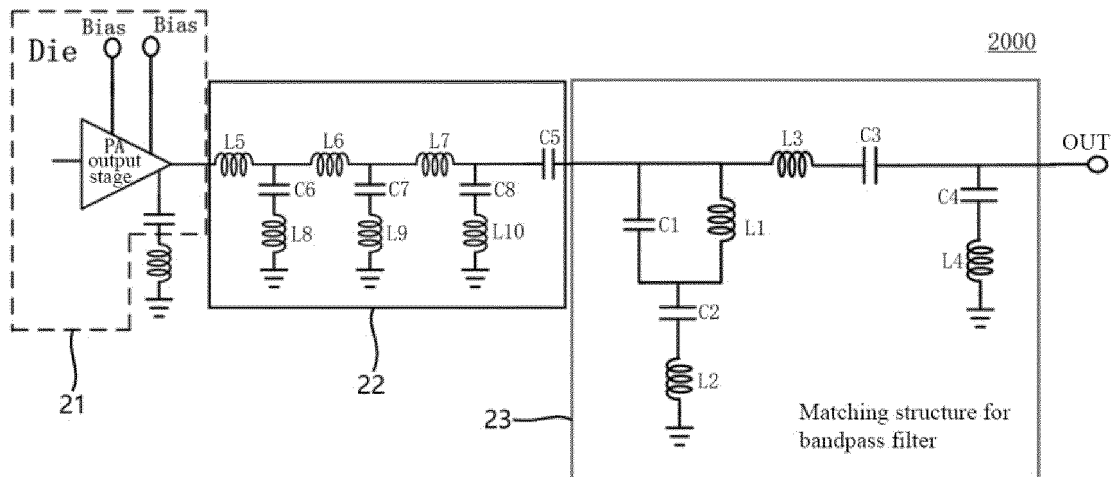 Bias
Bias
Die
2000
PA
output
stage
L5
L6
L7
C5
L3
C3
OUT
C6
C7
C8
C1
L1
C4
L8
L9
L10
L4
C2
L2
21
22
23
Matching structure for
bandpass filter